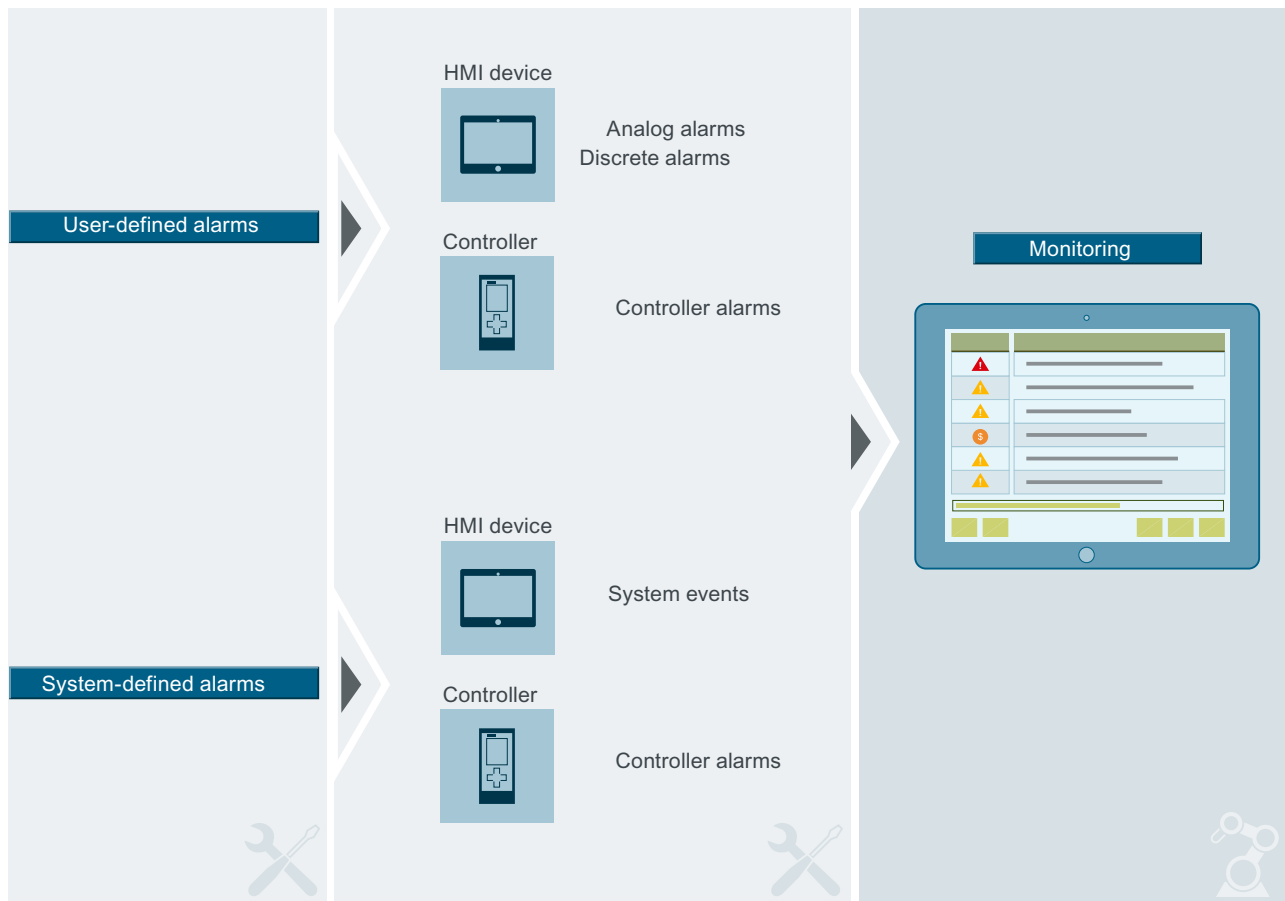 User-defined alarms
System-defined alarms
HMI device
Analog alarms
Discrete alarms
Controller
Controller alarms
HMI device
System events
Controller
Controller alarms
Monitoring
$